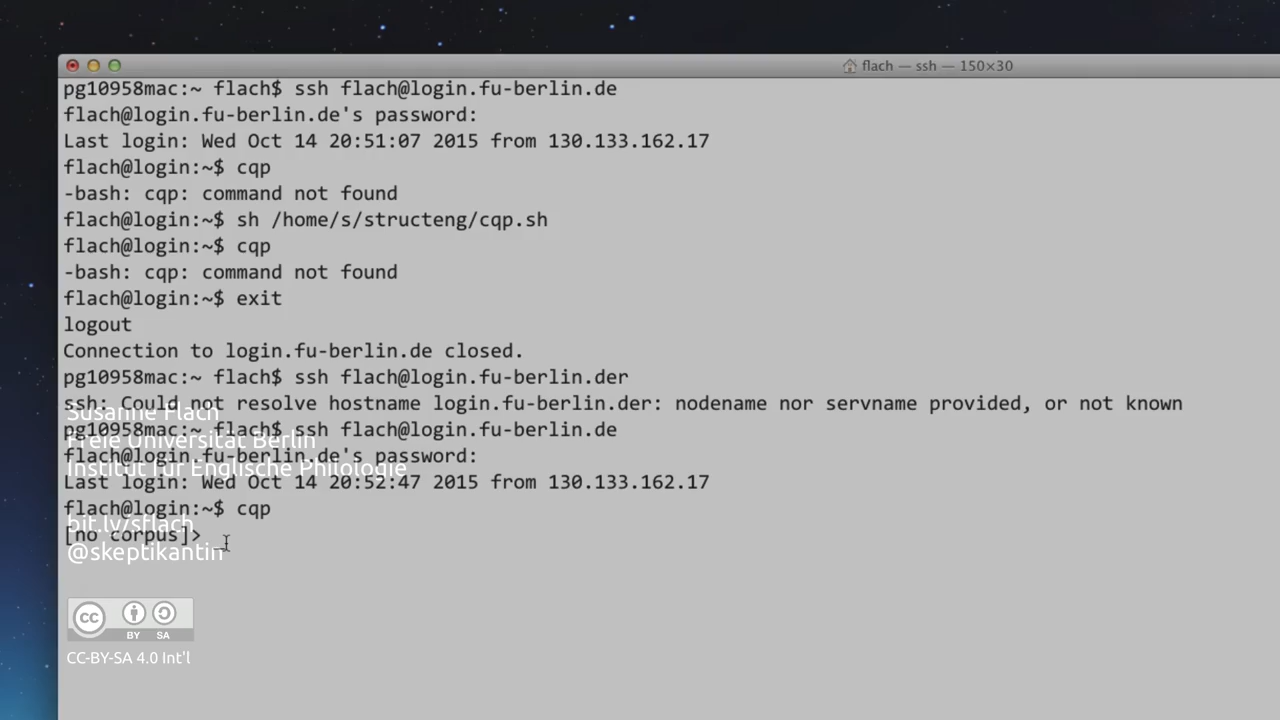 flach — ssh — 150×30
pg10958mac:~ flach$ ssh flach@login.fu-berlin.de
flach@login.fu-berlin.de's password:
Last login: Wed Oct 14 20:51:07 2015 from 130.133.162.17
flach@login:~$ cqp
-bash: cqp: command not found
flach@login:~$ sh /home/s/structeng/cqp.sh
flach@login:~$ cqp
-bash: cqp: command not found
flach@login:~$ exit
logout
Connection to login.fu-berlin.de closed.
pg10958mac:~ flach$ ssh flach@login.fu-berlin.der
ssh: Could not resolve hostname login.fu-berlin.der: nodename nor servname provided, or not known
Susanne Flach
pg10958mac:~ flach$ ssh flach@login.fu-berlin.de
Freie Universität Berlin
flach@login.fu-berlin.de's password:
Institut für Englische Philologie
Last login: Wed Oct 14 20:52:47 2015 from 130.133.162.17
flach@login:~$ cqp
bit.ly/sflach
[no corpus]> _
@skeptikantin
CC BY SA
CC-BY-SA 4.0 Int'l